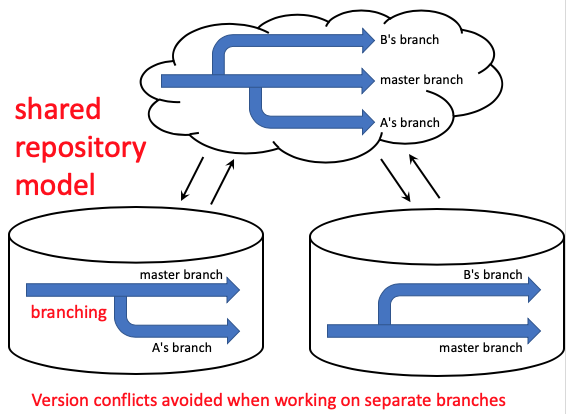 B's branch
master branch
A's branch
shared
repository
model
master branch
branching
A's branch
B's branch
master branch
Version conflicts avoided when working on separate branches